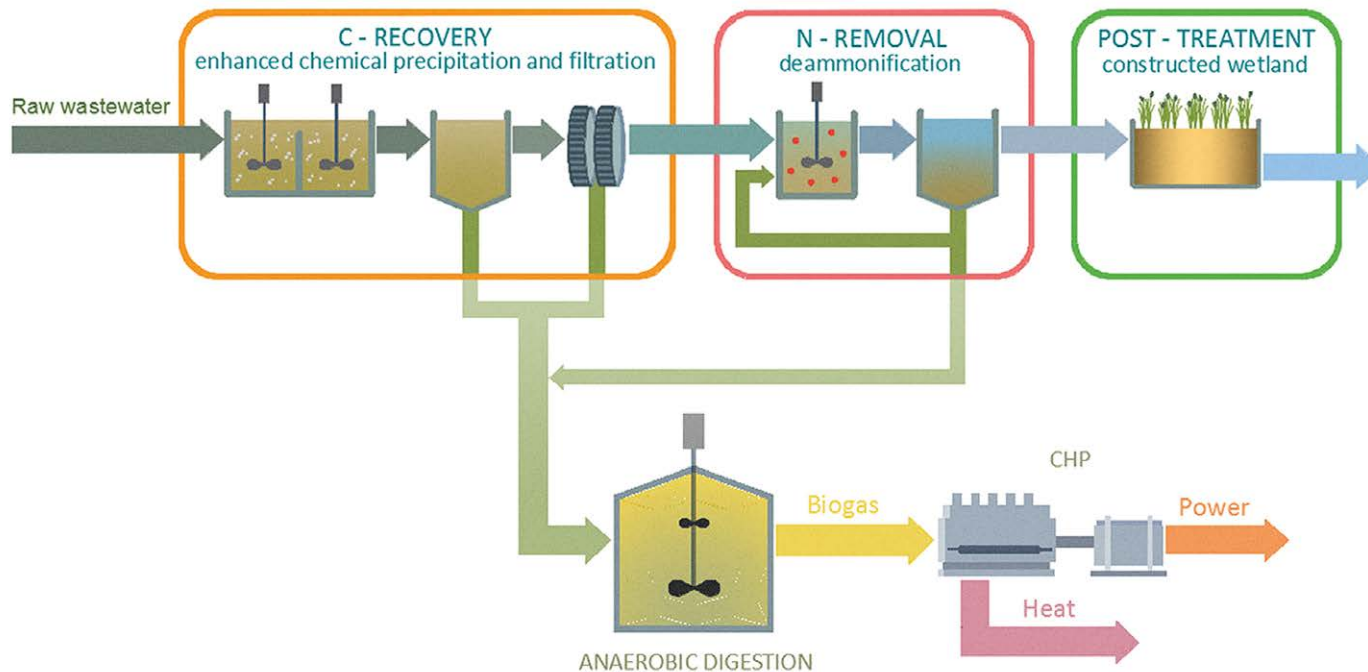 C - RECOVERY
enhanced chemical precipitation and filtration
N - REMOVAL
deammonification
POST - TREATMENT
constructed wetland
Raw wastewater
CHP
Biogas
Power
Heat
ANAEROBIC DIGESTION